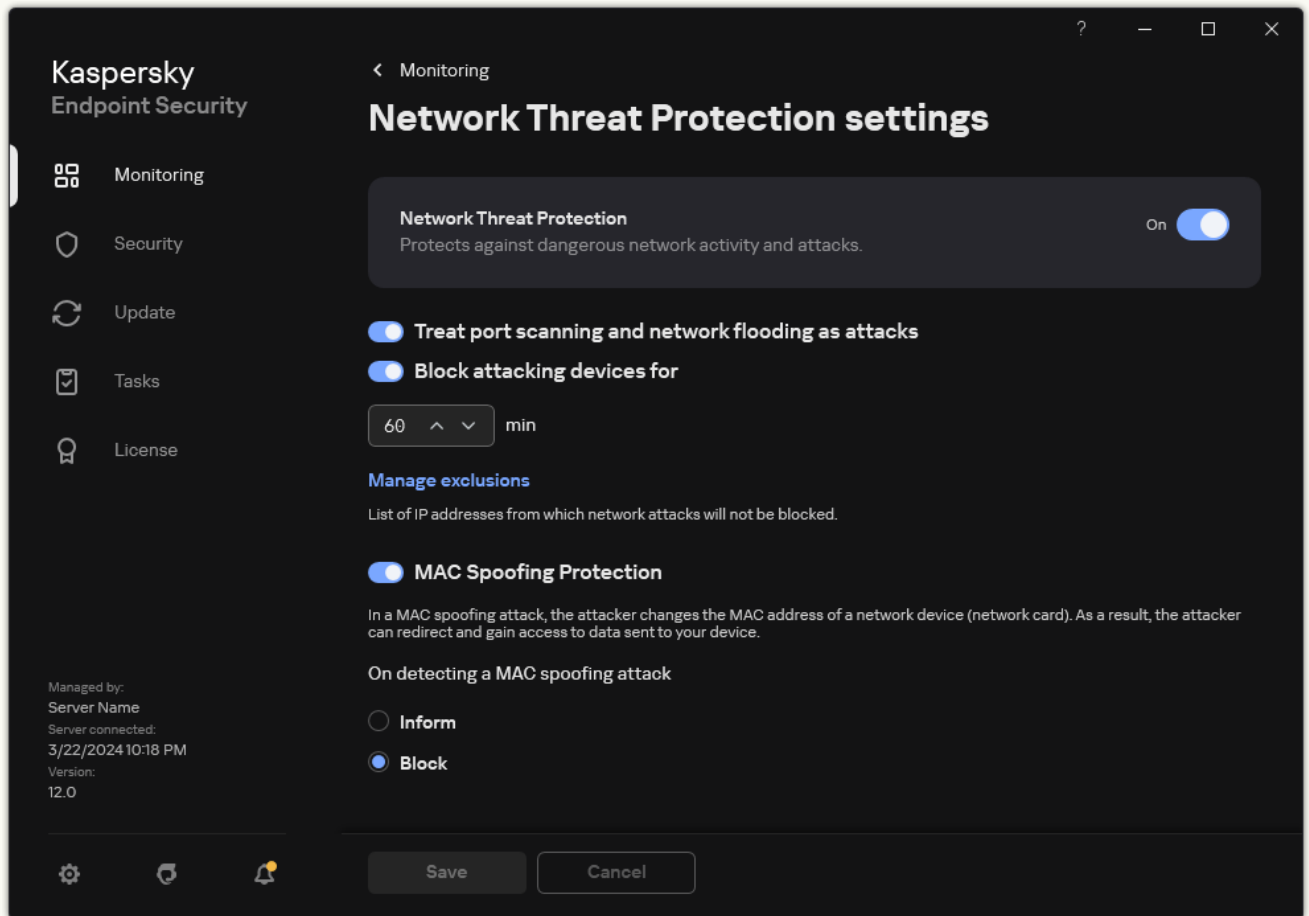 ?
Kaspersky
Endpoint Security
Monitoring
Security
Update
Tasks
License
Managed by:
Server Name
Server connected:
3/22/2024 10:18 PM
Version:
12.0
Monitoring
Network Threat Protection settings
Network Threat Protection
Protects against dangerous network activity and attacks.
On
Treat port scanning and network flooding as attacks
Block attacking devices for
60
min
Manage exclusions
List of IP addresses from which network attacks will not be blocked.
MAC Spoofing Protection
In a MAC spoofing attack, the attacker changes the MAC address of a network device (network card). As a result, the attacker
can redirect and gain access to data sent to your device.
On detecting a MAC spoofing attack
Inform
Block
Save
Cancel